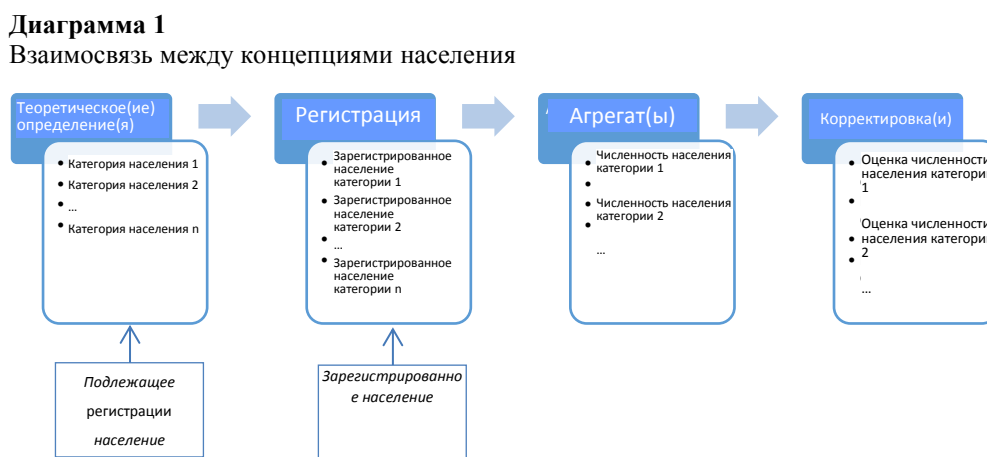 Диаграмма 1
Взаимосвязь между концепциями населения
Теоретическое(ие)
определение(я)
• Категория населения 1
• Категория населения 2
• ...
• Категория населения n
Подлежащее
регистрации
население
Регистрация
Зарегистрированное
• население
категории 1
• Зарегистрированное
население
категории 2
•
...
• Зарегистрированное
население
категории n
Зарегистрированно
е население
Агрегат(ы)
• Численность населения
категории 1
•
• Численность населения
категории 2
•
...
Корректировка(и)
• Оценка численности
населения категории
1
•
Оценка численности
• населения категории
2
•
...